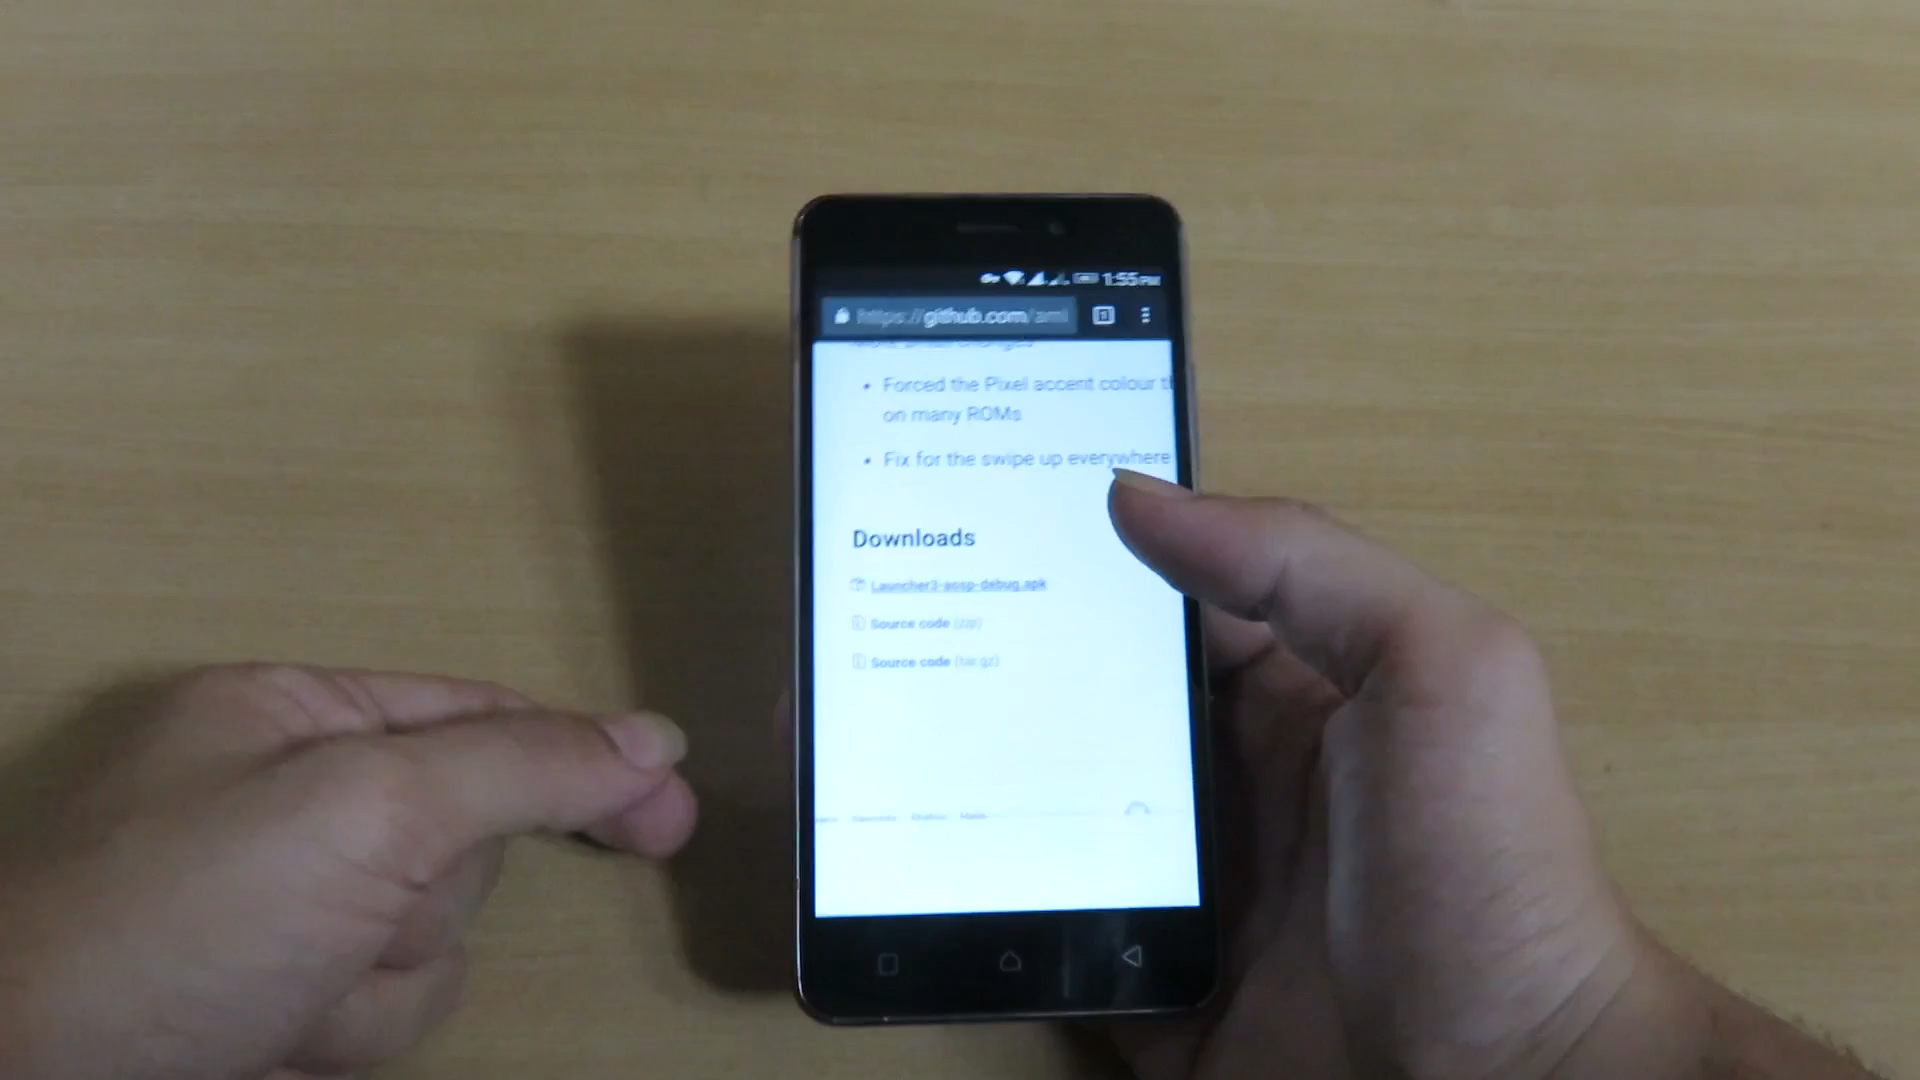 1:55 PM
https://github.com/aml
Forced the Pixel accent colour t
on many ROMs
Fix for the swipe up everywhere
Downloads
Launcher3-aosp-debug.apk
Source code (zip)
Source code (tar.gz)